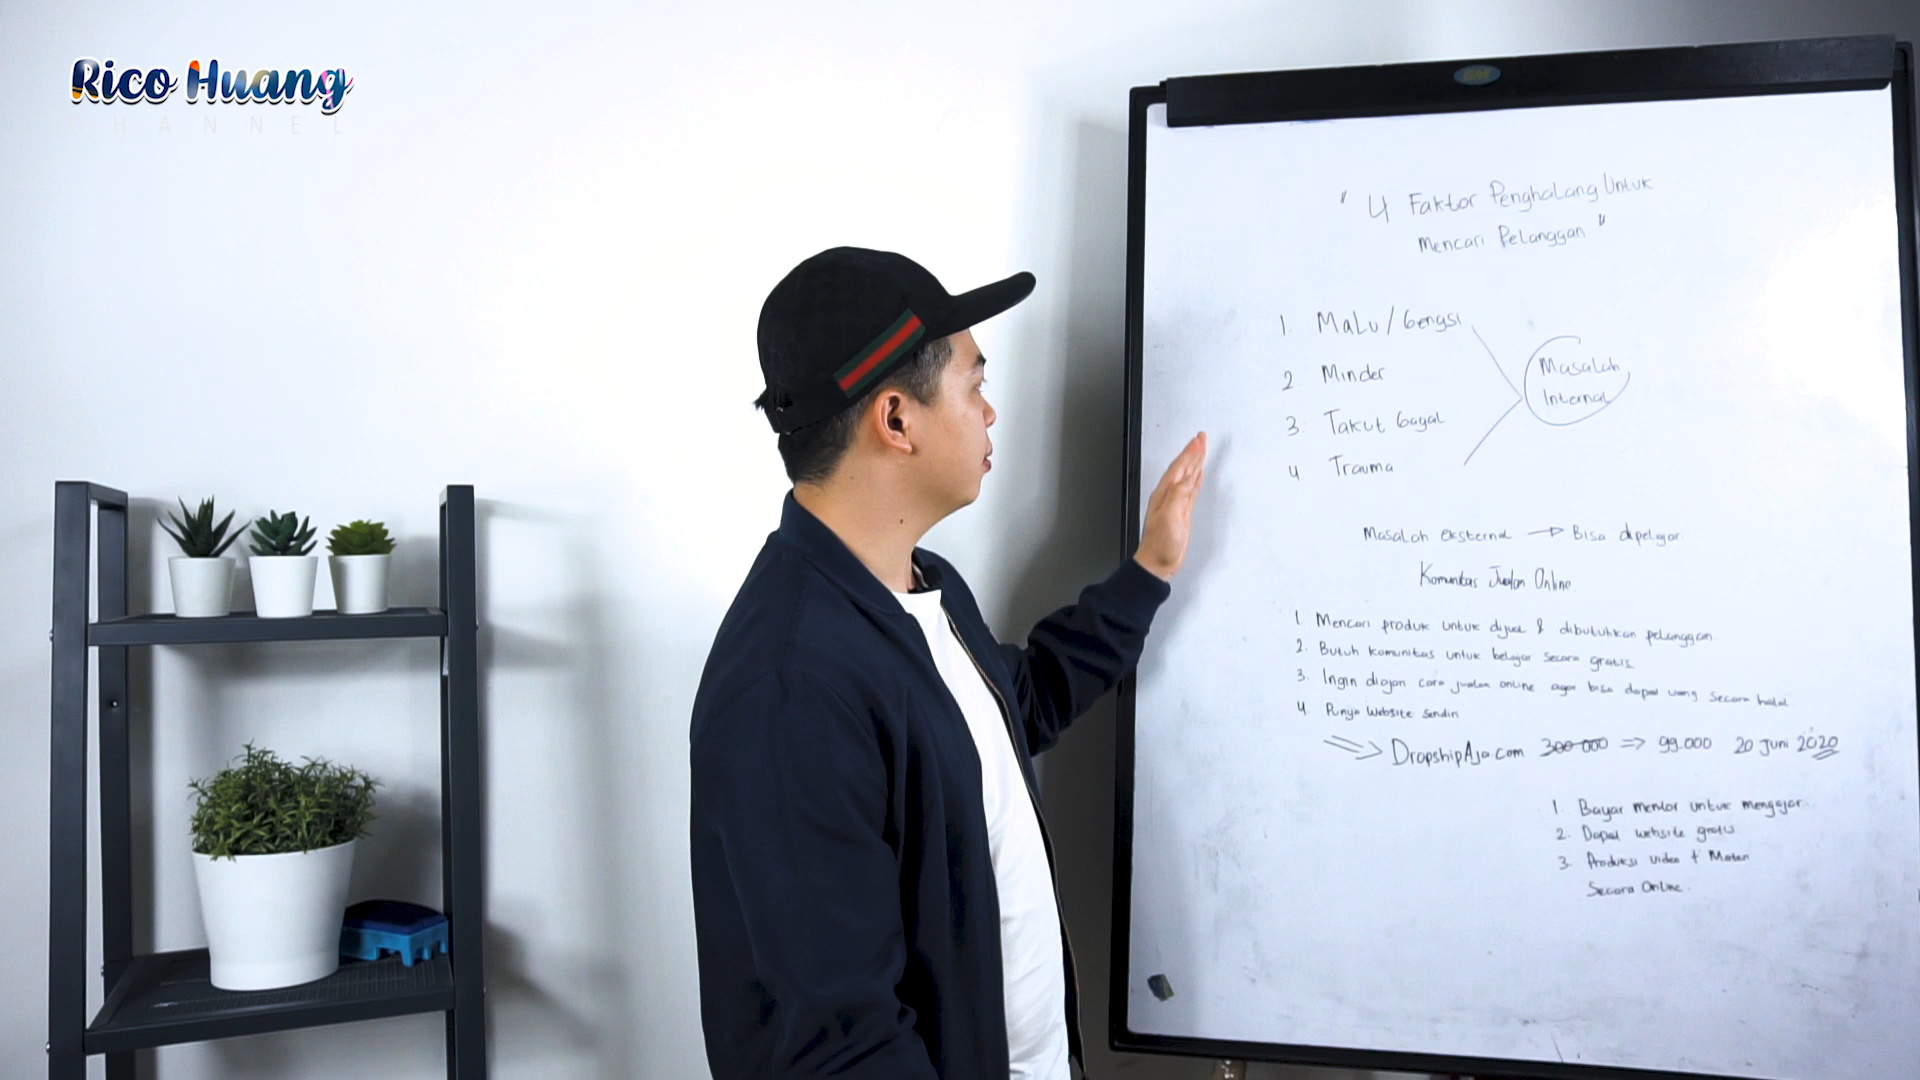 Rico Huang
CHANNEL
GM
" 4 Faktor Penghalang Untuk
Mencari Pelanggan "
1. Malu / Gengsi
2 Minder
3. Takut Gagal
4 Trauma
Masalah
Internal
Masalah eksternal → Bisa dipelajari
Komunitas Jualan Online
1. Mencari produk untuk dijual & dibutuhkan pelanggan
2. Butuh komunitas untuk belajar secara gratis
3. Ingin diajari cara jualan online agar bisa dapat uang secara halal
4. Punya Website Sendiri
⇒ DropshipAja.com 300 000 ⇒ 99.000 20 Juni 2020
1. Bayar mentor untuk mengajar.
2. Dapat website gratis
3. Produksi video + Materi
Secara Online.